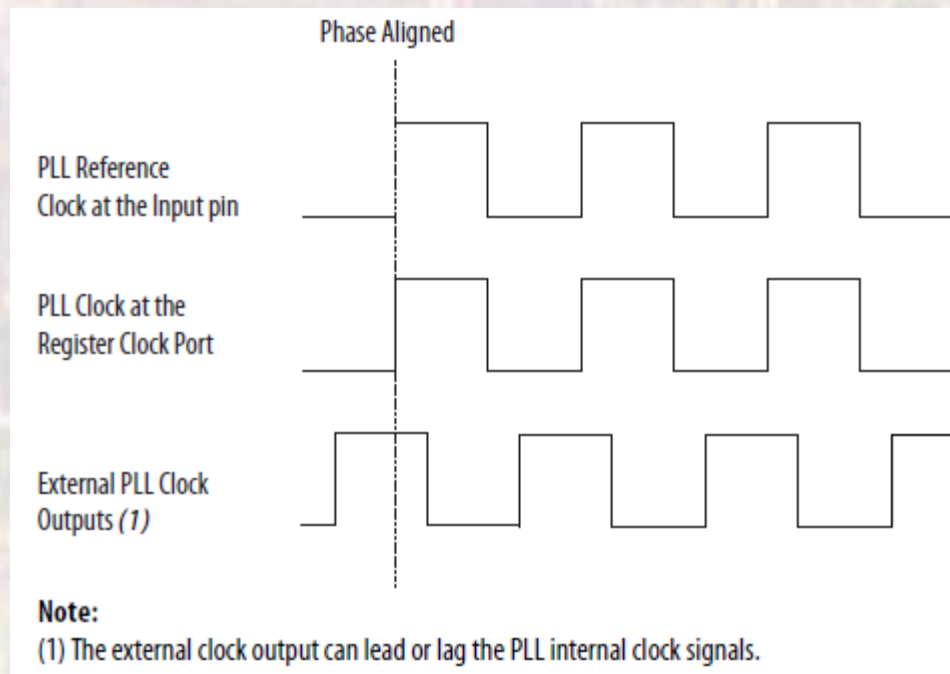 Phase Aligned
PLL Reference
Clock at the Input pin
PLL Clock at the
Register Clock Port
External PLL Clock
Outputs (1)
Note:
(1) The external clock output can lead or lag the PLL internal clock signals.